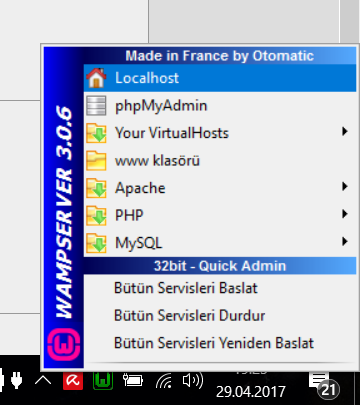 Made in France by Otomatic
Localhost
phpMyAdmin
Your VirtualHosts
www klasörü
Apache
PHP
MySQL
32bit - Quick Admin
Bütün Servisleri Baslat
Bütün Servisleri Durdur
Bütün Servisleri Yeniden Baslat
WAMPSERVER 3.0.6
29.04.2017
21